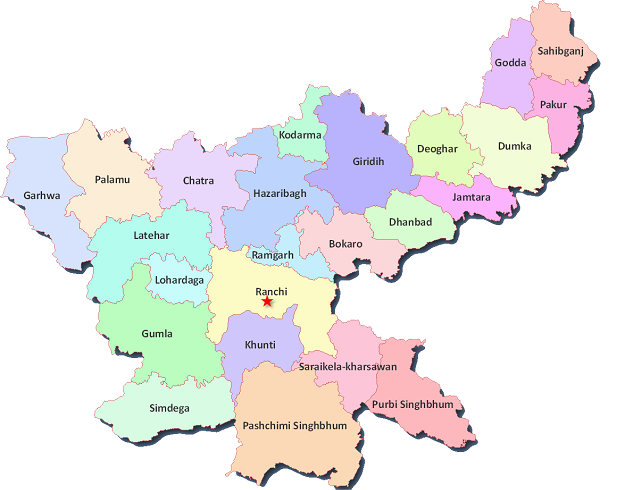 Sahibganj
Godda
Pakur
Kodarma
Deoghar
Dumka
Giridih
Palamu
Chatra
Garhwa
Hazaribagh
Jamtara
Dhanbad
Latehar
Bokaro
Ramgarh
Lohardaga
Ranchi
Gumla
Khunti
Saraikela-kharsawan
Simdega
Purbi Singhbhum
Pashchimi Singhbhum